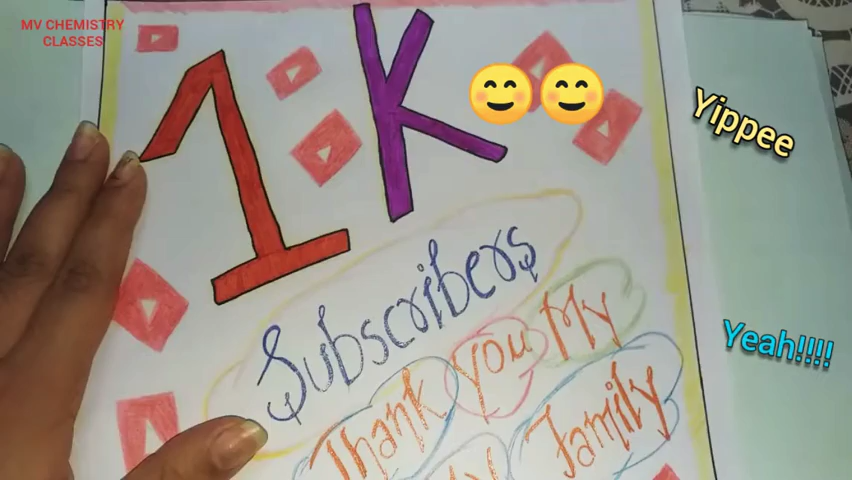 MV CHEMISTRY
CLASSES
1K
Yippee
Subscribers
Thank You My
Family
Yeah!!!!